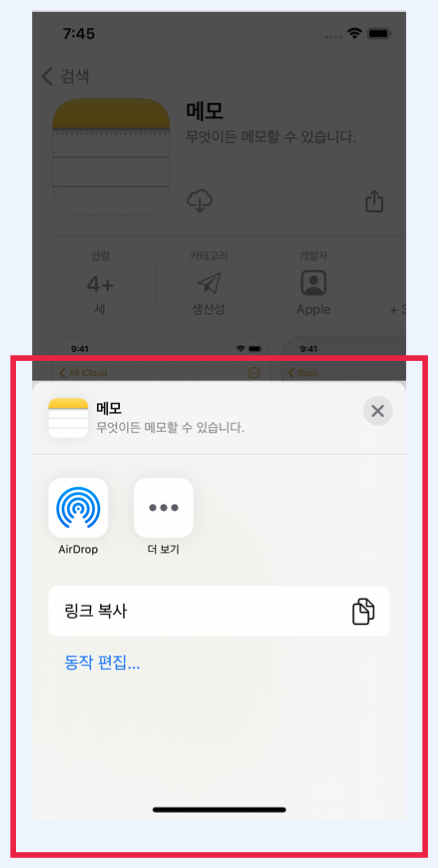 7:45
검색
메모
무엇이든 메모할 수 있습니다.
연령
카테고리
개발자
4+
세
생산성
Apple
+ 3
9:41
9:41
All iCloud
Back
메모
무엇이든 메모할 수 있습니다.
AirDrop
더 보기
링크 복사
동작 편집...